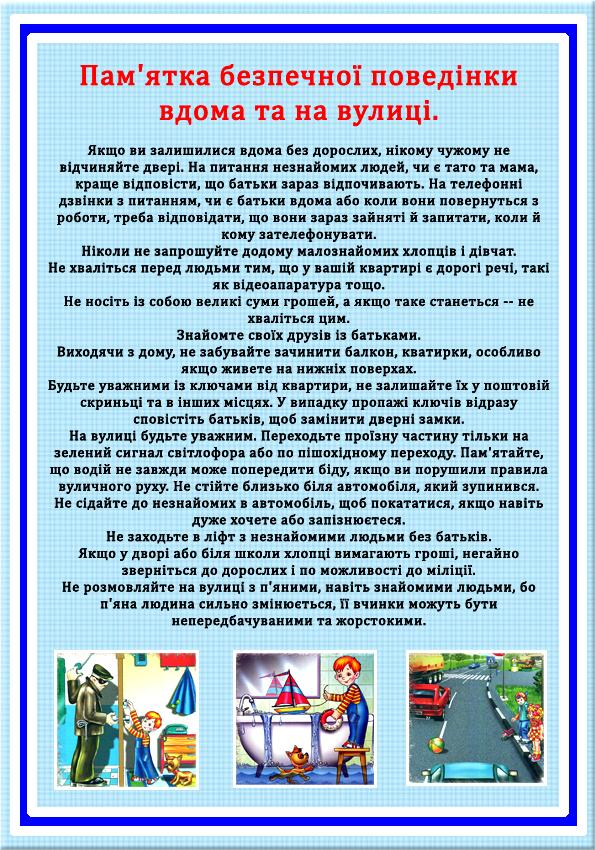 Пам'ятка безпечної поведінки
вдома та на вулиці.
Якщо ви залишилися вдома без дорослих, нікому чужому не
відчиняйте двері. На питання незнайомих людей, чи є тато та мама,
краще відповісти, що батьки зараз відпочивають. На телефонні
дзвінки з питанням, чи є батьки вдома або коли вони повернуться з
роботи, треба відповідати, що вони зараз зайняті й запитати, коли й
кому зателефонувати.
Ніколи не запрошуйте додому малознайомих хлопців і дівчат.
Не хваліться перед людьми тим, що у вашій квартирі є дорогі речі, такі
як відеоапаратура тощо.
Не носіть із собою великі суми грошей, а якщо таке станеться -- не
хваліться цим.
Знайомте своїх друзів із батьками.
Виходячи з дому, не забувайте зачинити балкон, кватирки, особливо
якщо живете на нижніх поверхах.
Будьте уважними із ключами від квартири, не залишайте їх у поштовій
скриньці та в інших місцях. У випадку пропажі ключів відразу
сповістіть батьків, щоб замінити дверні замки.
На вулиці будьте уважним. Переходьте проїзну частину тільки на
зелений сигнал світлофора або по пішохідному переходу. Пам'ятайте,
що водій не завжди може попередити біду, якщо ви порушили правила
вуличного руху. Не стійте близько біля автомобіля, який зупинився.
Не сідайте до незнайомих в автомобіль, щоб покататися, якщо навіть
дуже хочете або запізнюєтеся.
Не заходьте в ліфт з незнайомими людьми без батьків.
Якщо у дворі або біля школи хлопці вимагають гроші, негайно
зверніться до дорослих і по можливості до міліції.
Не розмовляйте на вулиці з п'яними, навіть знайомими людьми, бо
п'яна людина сильно змінюється, її вчинки можуть бути
непередбачуваними та жорстокими.